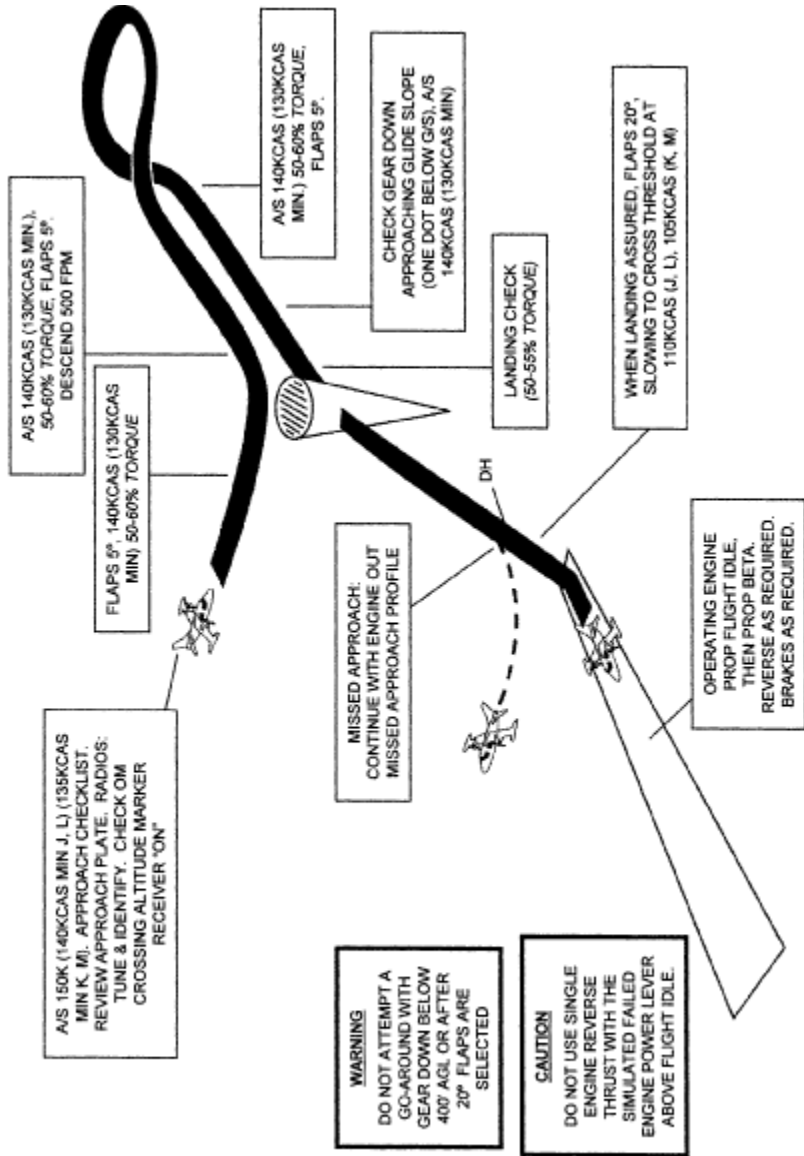 A/S 150K (140KCAS MIN J, L) (135KCAS
MIN K, M). APPROACH CHECKLIST.
REVIEW APPROACH PLATE. RADIOS:
TUNE & IDENTIFY. CHECK OM
CROSSING ALTITUDE MARKER
RECEIVER "ON"
FLAPS 5º, 140KCAS (130KCAS
MIN) 50-60% TORQUE
A/S 140KCAS (130KCAS MIN.),
50-60% TORQUE, FLAPS 5º.
DESCEND 500 FPM
A/S 140KCAS (130KCAS
MIN.) 50-60% TORQUE,
FLAPS 5º.
CHECK GEAR DOWN
APPROACHING GLIDE SLOPE
(ONE DOT BELOW G/S), A/S
140KCAS (130KCAS MIN)
LANDING CHECK
(50-55% TORQUE)
MISSED APPROACH:
CONTINUE WITH ENGINE OUT
MISSED APPROACH PROFILE
DH
WHEN LANDING ASSURED, FLAPS 20º,
SLOWING TO CROSS THRESHOLD AT
110KCAS (J, L), 105KCAS (K, M)
OPERATING ENGINE
PROP FLIGHT IDLE,
THEN PROP BETA.
REVERSE AS REQUIRED.
BRAKES AS REQUIRED.
WARNING
DO NOT ATTEMPT A
GO-AROUND WITH
GEAR DOWN BELOW
400' AGL OR AFTER
20º FLAPS ARE
SELECTED
CAUTION
DO NOT USE SINGLE
ENGINE REVERSE
THRUST WITH THE
SIMULATED FAILED
ENGINE POWER LEVER
ABOVE FLIGHT IDLE.